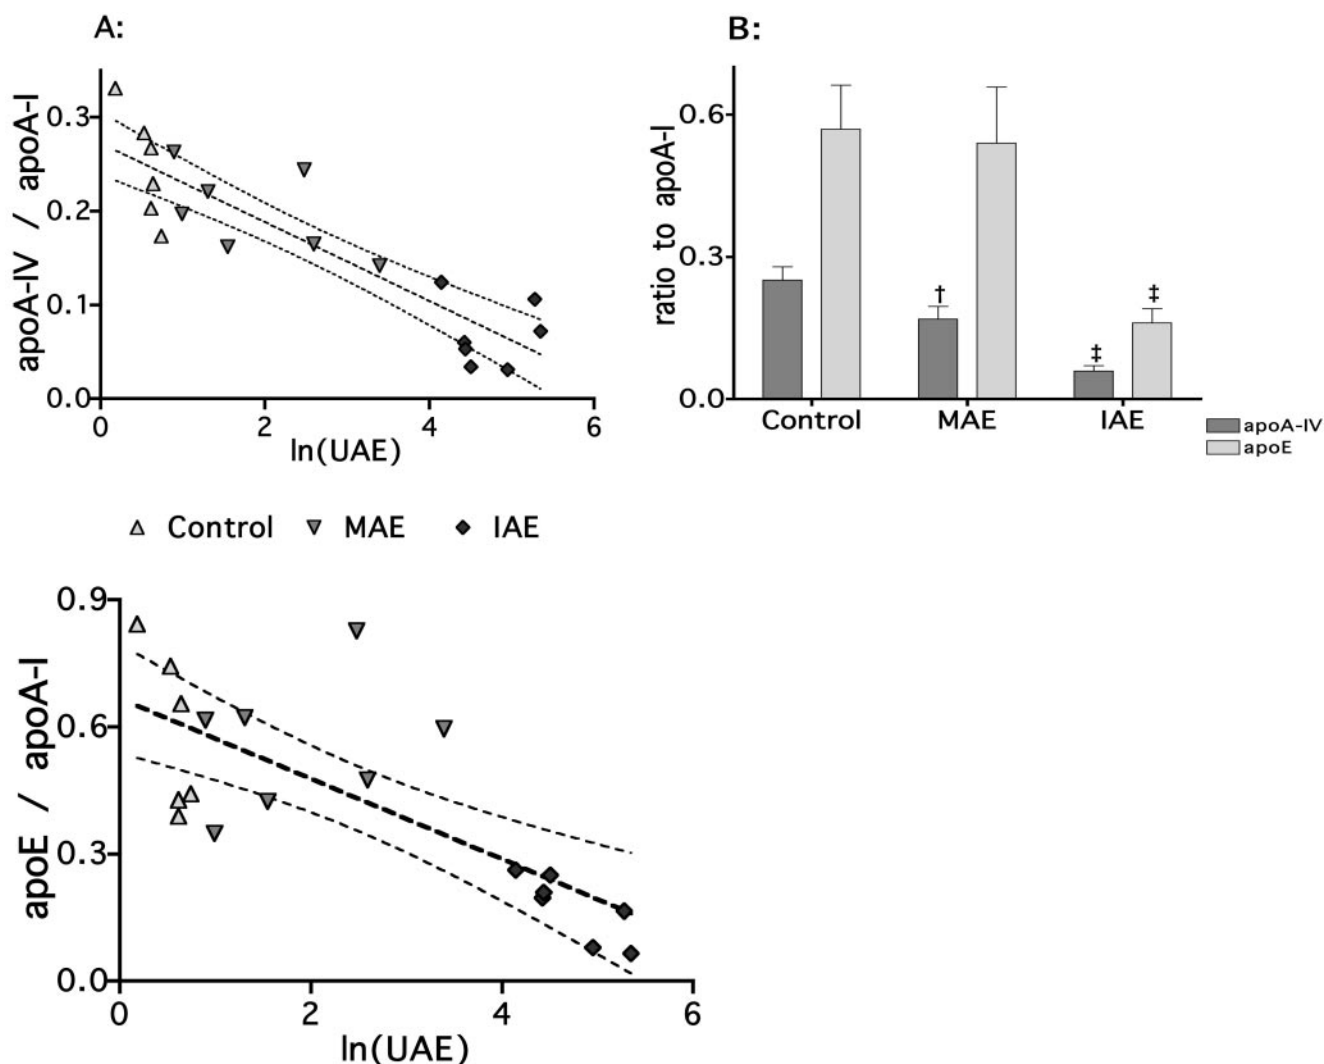 A:
apoA-IV / apoA-I
0.3
0.2
0.1
0.0
0 2 4 6
ln(UAE)
B:
ratio to apoA-I
0.6
0.3
0.0
†
‡
‡
Control MAE IAE
apoA-IV
apoE
Control MAE IAE
apoE / apoA-I
0.9
0.6
0.3
0.0
0 2 4 6
ln(UAE)